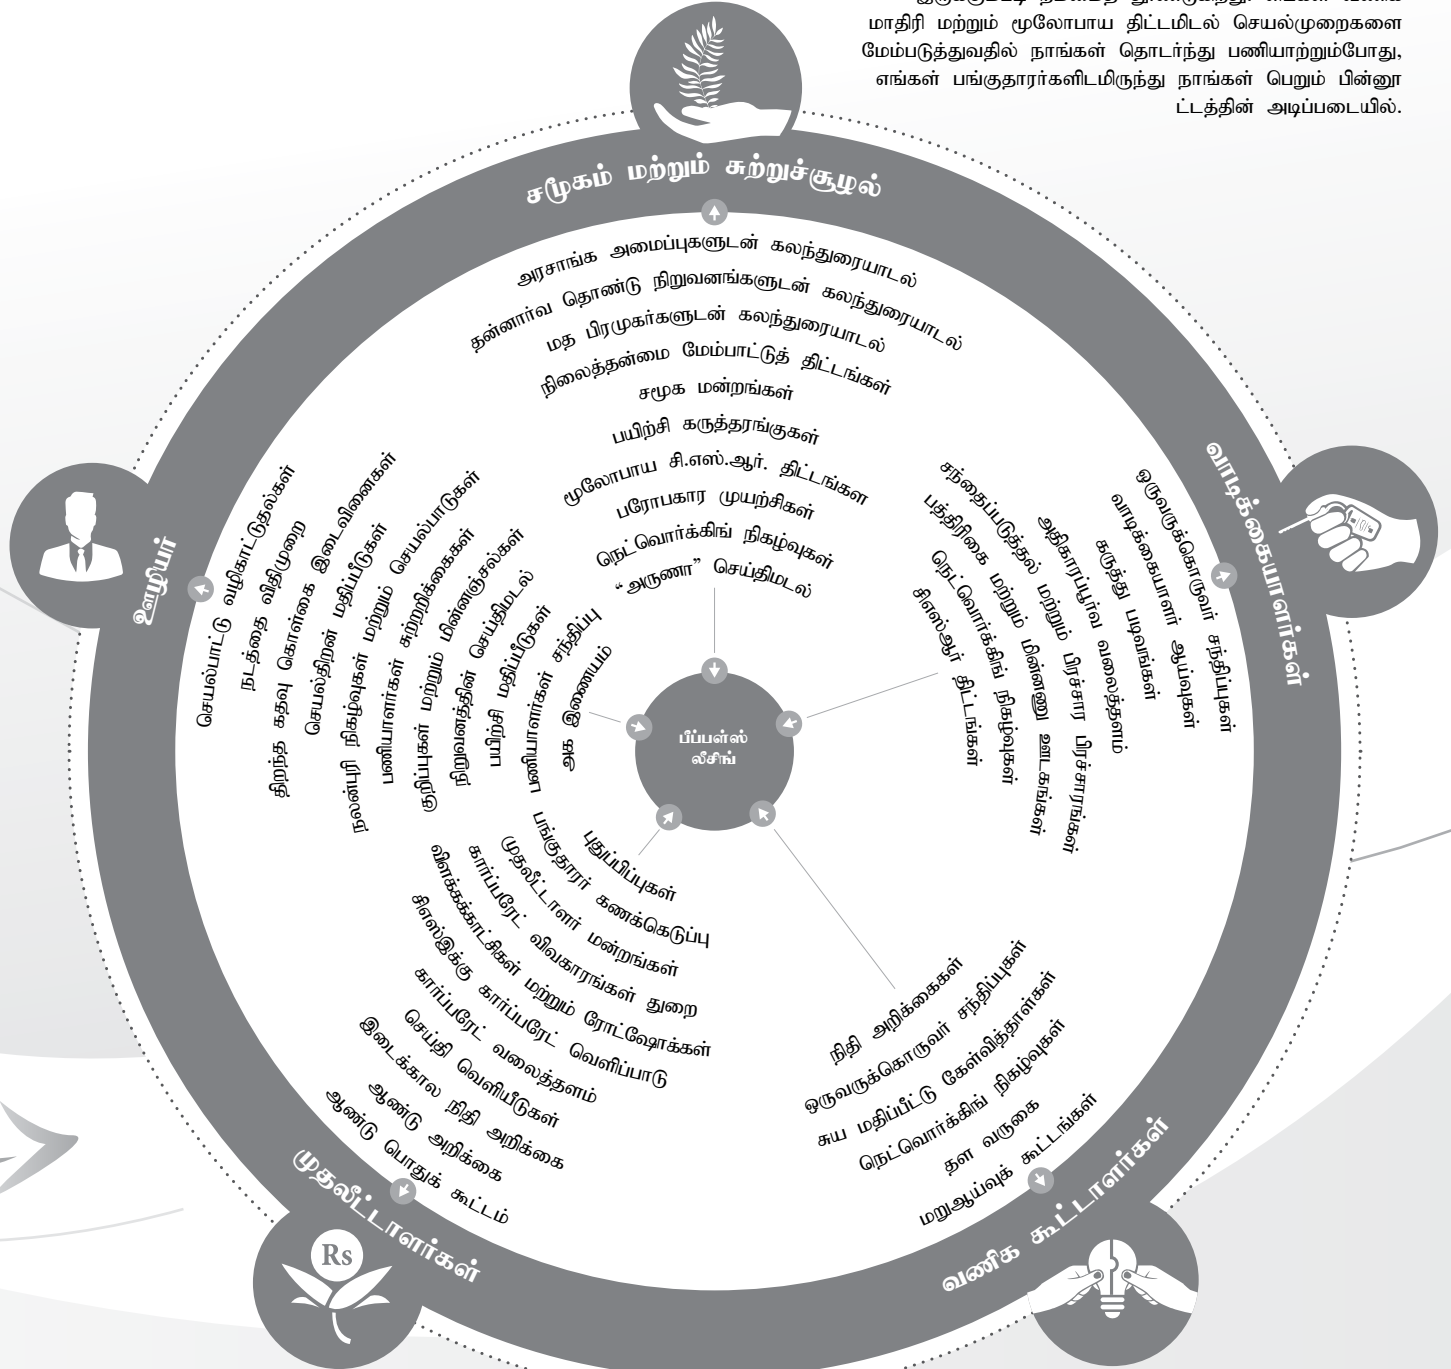 மாதிரி மற்றும் மூலோபாய திட்டமிடல் செயல்முறைகளை
மேம்படுத்துவதில் நாங்கள் தொடர்ந்து பணியாற்றும்போது,
எங்கள் பங்குதாரர்களிடமிருந்து நாங்கள் பெறும் பின்னூ
ட்டத்தின் அடிப்படையில்.
சமூகம் மற்றும் சுற்றுச்சூழல்
அரசாங்க அமைப்புகளுடன் கலந்துரையாடல்
தன்னார்வ தொண்டு நிறுவனங்களுடன் கலந்துரையாடல்
மத பிரமுகர்களுடன் கலந்துரையாடல்
நிலைத்தன்மை மேம்பாட்டுத் திட்டங்கள்
சமூக மன்றங்கள்
பயிற்சி கருத்தரங்குகள்
மூலோபாய சி.எஸ்.ஆர். திட்டங்கள
பரோபகார முயற்சிகள்
நெட்வொர்க்கிங் நிகழ்வுகள்
“அருணா” செய்திமடல்
வாடிக்கையாளர்கள்
ஒருவருக்கொருவர் சந்திப்புகள்
வாடிக்கையாளர் ஆய்வுகள்
கருத்து படிவங்கள்
அதிகாரப்பூர்வ வலைத்தளம்
சந்தைப்படுத்தல் மற்றும் பிரச்சார பிரச்சாரங்கள்
பத்திரிகை மற்றும் மின்னணு ஊடகங்கள்
நெட்வொர்க்கிங் நிகழ்வுகள்
சிஎஸ்ஆர் திட்டங்கள்
ஊழியர்
செயல்பாட்டு வழிகாட்டுதல்கள்
நடத்தை விதிமுறை
திறந்த கதவு கொள்கை இடைவினைகள்
செயல்திறன் மதிப்பீடுகள்
நலன்புரி நிகழ்வுகள் மற்றும் செயல்பாடுகள்
பணியாளர்கள் சுற்றறிக்கைகள்
குறிப்புகள் மற்றும் மின்னஞ்சல்கள்
நிறுவனத்தின் செய்திமடல்
பயிற்சி மதிப்பீடுகள்
பணியாளர்கள் சந்திப்பு
அக இணையம்
பீப்பள்ஸ்
லீசிங்
புதுப்பிப்புகள்
பங்குதாரர் கணக்கெடுப்பு
முதலீட்டாளர் மன்றங்கள்
கார்ப்பரேட் விவகாரங்கள் துறை
விளக்கக்காட்சிகள் மற்றும் ரோட்ஷோக்கள்
சிஎஸ்இக்கு கார்ப்பரேட் வெளிப்பாடு
கார்ப்பரேட் வலைத்தளம்
செய்தி வெளியீடுகள்
இடைக்கால நிதி அறிக்கை
ஆண்டு அறிக்கை
ஆண்டு பொதுக் கூட்டம்
முதலீட்டாளர்கள்
Rs
நிதி அறிக்கைகள்
ஒருவருக்கொருவர் சந்திப்புகள்
சுய மதிப்பீட்டு கேள்வித்தாள்கள்
நெட்வொர்க்கிங் நிகழ்வுகள்
தள வருகை
மறுஆய்வுக் கூட்டங்கள்
வணிக கூட்டாளர்கள்